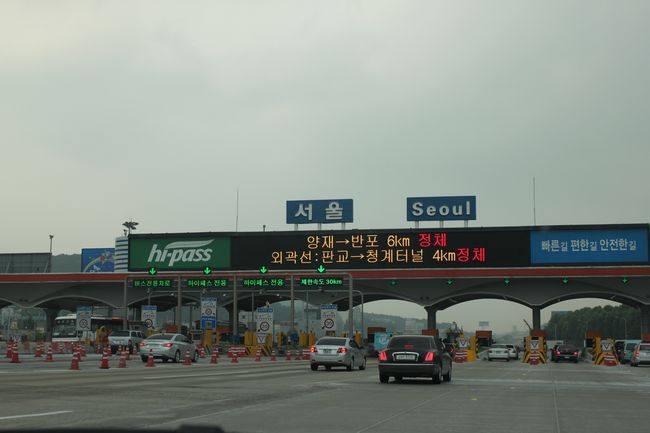 서울
Seoul
hi-pass
양재→반포 6km 정체
외곽선:판교→청계터널 4km정체
빠른길 편한길 안전한길
버스전용차로
하이패스 전용
하이패스 전용
제한속도 30km